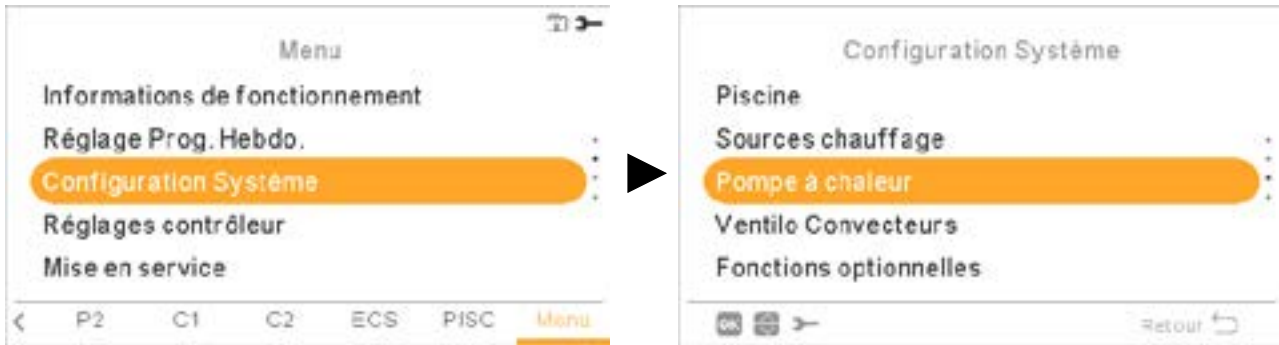 Menu
Informations de fonctionnement
Réglage Prog. Hebdo.
Configuration Système
Réglages contrôleur
Mise en service
P2 C1 C2 ECS PISC Menu
Configuration Système
Piscine
Sources chauffage
Pompe à chaleur
Ventilo Convecteurs
Fonctions optionnelles
OK Retour